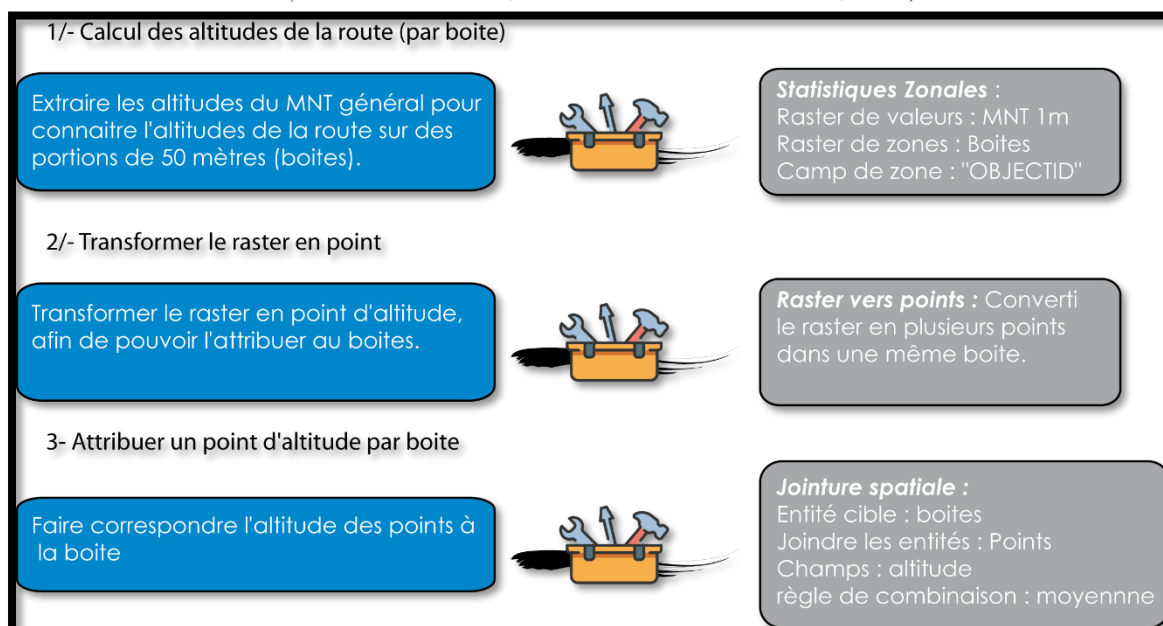 1/- Calcul des altitudes de la route (par boite)
Extraire les altitudes du MNT général pour
connaitre l'altitudes de la route sur des
portions de 50 mètres (boites).
Statistiques Zonales :
Raster de valeurs : MNT 1m
Raster de zones : Boites
Camp de zone : "OBJECTID"
2/- Transformer le raster en point
Transformer le raster en point d'altitude,
afin de pouvoir l'attribuer au boites.
Raster vers points : Converti
le raster en plusieurs points
dans une même boite.
3- Attribuer un point d'altitude par boite
Faire correspondre l'altitude des points à
la boite
Jointure spatiale :
Entité cible : boites
Joindre les entités : Points
Champs : altitude
règle de combinaison : moyennne